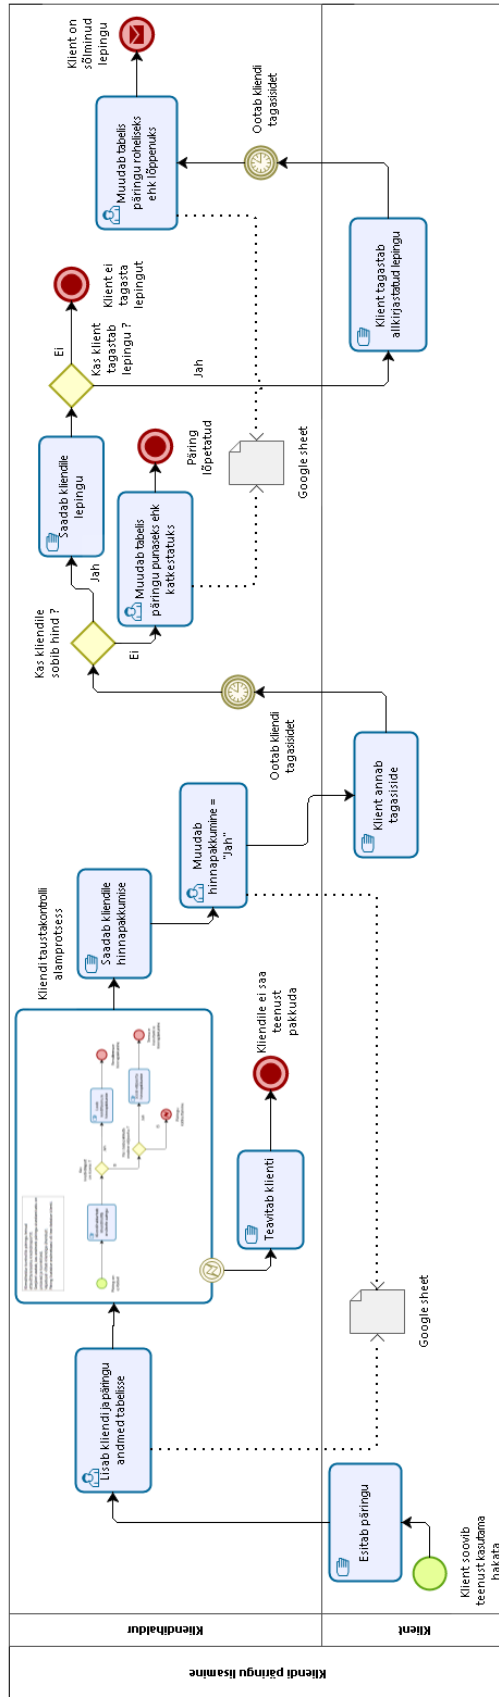 Kliendi päringu lisamine
Kliendihaldur
Klient
Klient soovib
teenust kasutama
hakata
Esitab päringu
Lisab kliendi ja päringu
andmed tabelisse
Google sheet
Kliendi taustakontrolli
alamprotsess
Teavitab klienti
Kliendile ei saa
teenust
pakkuda
Saadab kliendile
hinnapakkumise
Muudab
hinnapakkumine =
"Jah"
Klient annab
tagasiside
Ootab kliendi
tagasisidet
Kas kliendile
sobib hind ?
Jah
Ei
Saadab kliendile
lepingu
Muudab tabelis
päringu punaseks ehk
katkestatuks
Päring
lõpetatud
Google sheet
Kas klient
tagastab
lepingu ?
Ei
Klient ei
tagasta
lepingut
Jah
Klient tagastab
allkirjastatud lepingu
Ootab kliendi
tagasisidet
Muudab tabelis
päringu roheliseks
ehk lõppenuks
Klient on
sõlminud
lepingu